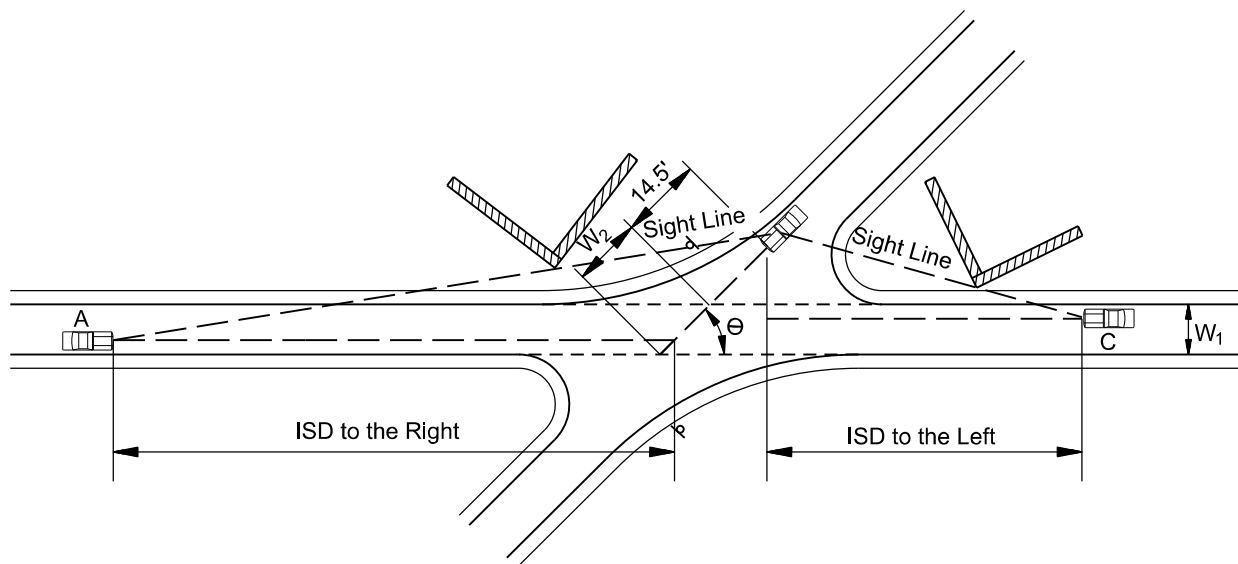 14.5'
W2
Sight Line
Sight Line
A
Θ
C
W1
ISD to the Right
ISD to the Left